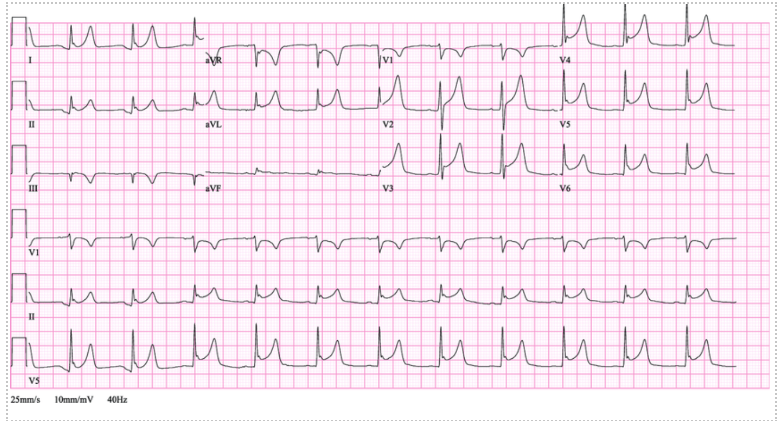 I aVR V1 V4
II aVL V2 V5
III aVF V3 V6
V1
II
V5
25mm/s 10mm/mV 40Hz